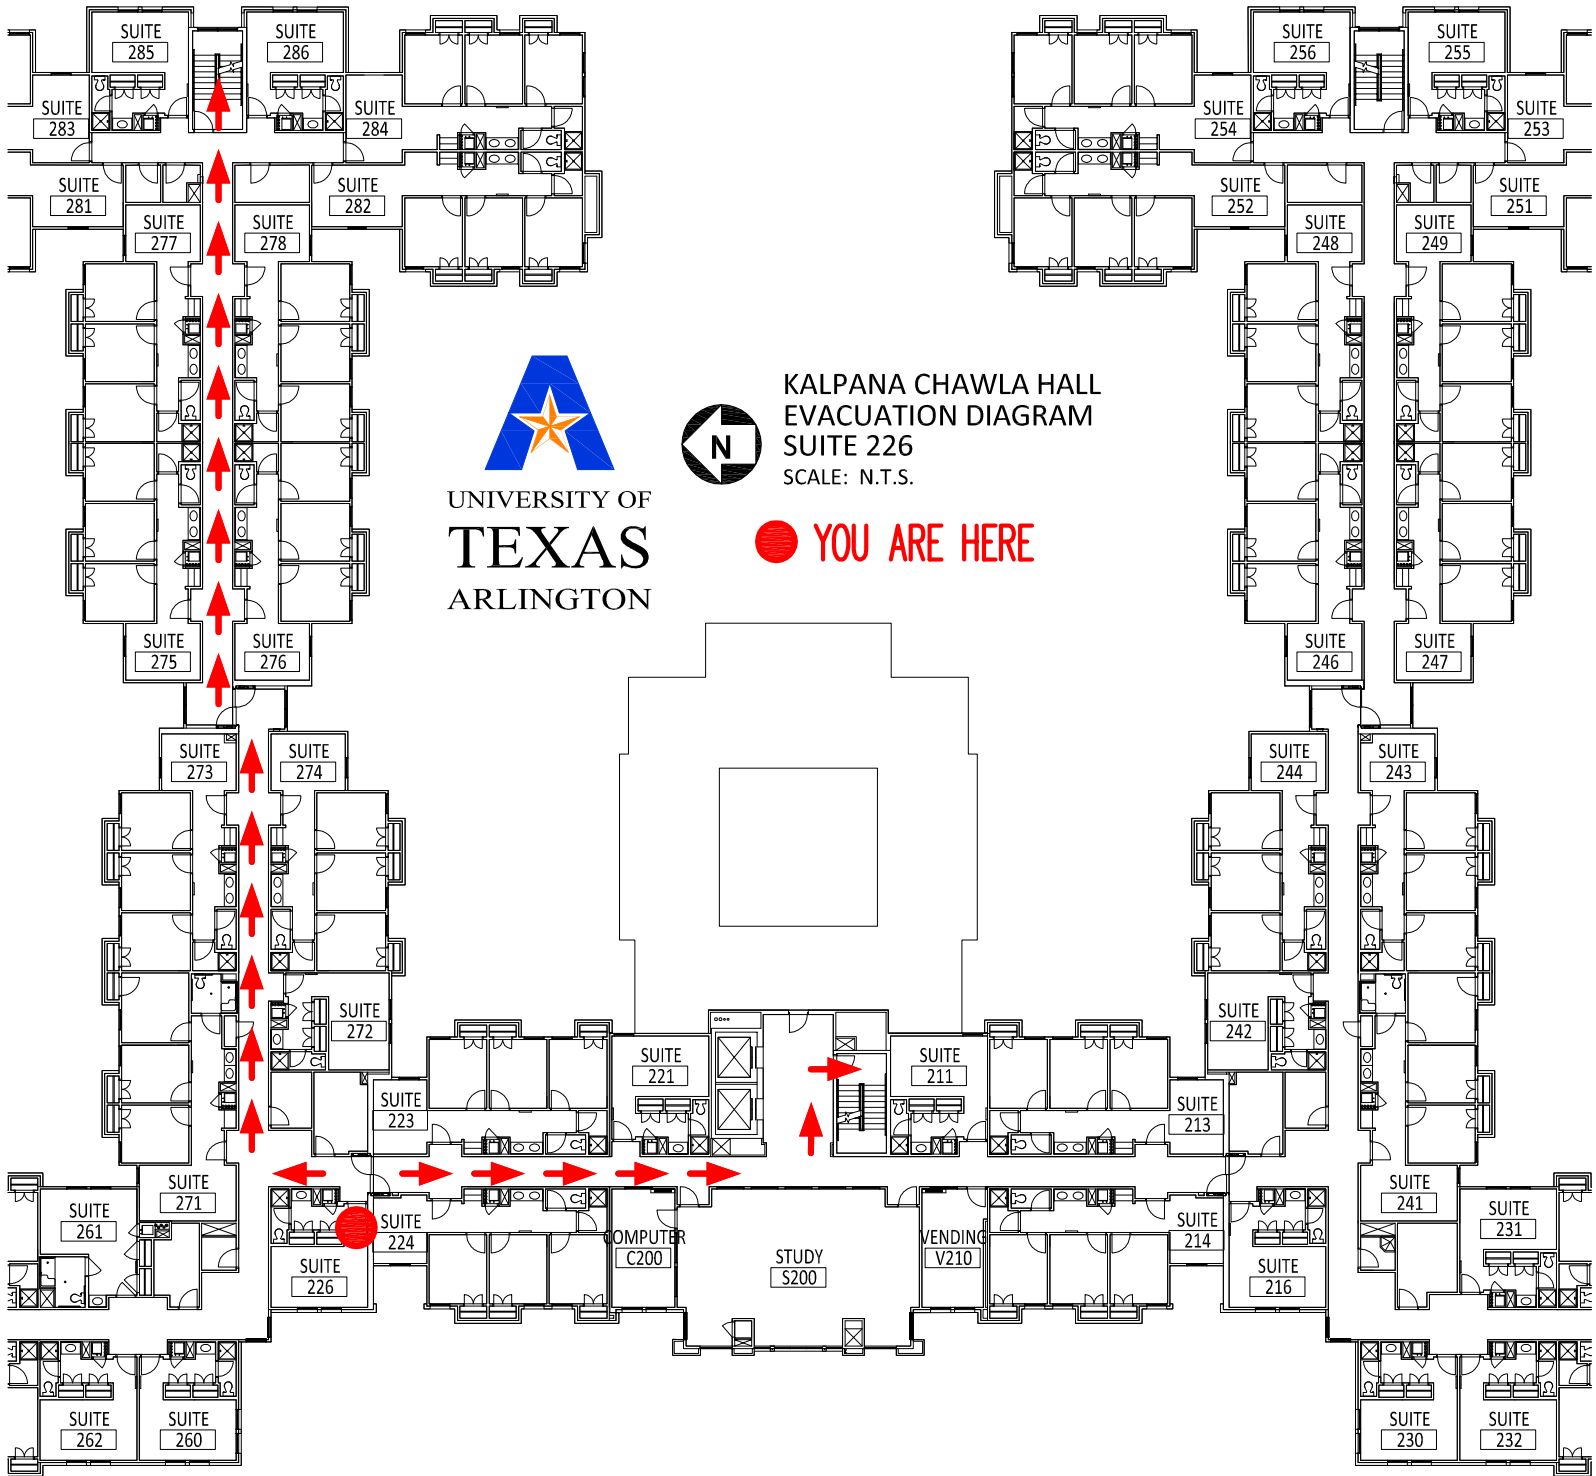 SUITE
285
SUITE
286
SUITE
256
SUITE
255
SUITE
283
SUITE
284
SUITE
254
SUITE
253
SUITE
281
SUITE
282
SUITE
252
SUITE
251
SUITE
277
SUITE
278
SUITE
248
SUITE
249
UNIVERSITY OF
TEXAS
ARLINGTON
N
KALPANA CHAWLA HALL
EVACUATION DIAGRAM
SUITE 226
SCALE: N.T.S.
YOU ARE HERE
SUITE
275
SUITE
276
SUITE
246
SUITE
247
SUITE
273
SUITE
274
SUITE
244
SUITE
243
SUITE
272
SUITE
242
SUITE
221
SUITE
211
SUITE
223
SUITE
213
SUITE
271
SUITE
241
SUITE
261
SUITE
224
COMPUTER
C200
STUDY
S200
VENDING
V210
SUITE
214
SUITE
231
SUITE
226
SUITE
216
SUITE
262
SUITE
260
SUITE
230
SUITE
232